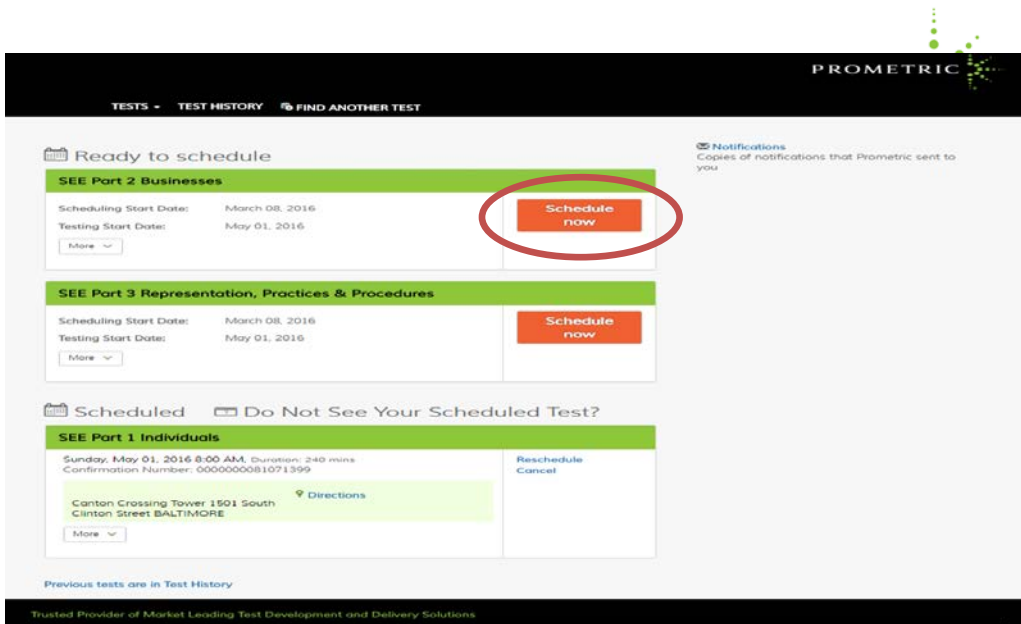 PROMETRIC
TESTS TEST HISTORY FIND ANOTHER TEST
Ready to schedule
Notifications
Copies of notifications that Prometric sent to
you
SEE Part 2 Businesses
Scheduling Start Date: March 08, 2016
Testing Start Date: May 01, 2016
More
Schedule
now
SEE Part 3 Representation, Practices & Procedures
Scheduling Start Date: March 08, 2016
Testing Start Date: May 01, 2016
More
Schedule
now
Scheduled Do Not See Your Scheduled Test?
SEE Part 1 Individuals
Sunday, May 01, 2016 8:00 AM, Duration: 240 mins
Confirmation Number: 0000000081071399
Reschedule
Cancel
Directions
Canton Crossing Tower 1501 South
Clinton Street BALTIMORE
More
Previous tests are in Test History
Trusted Provider of Market Leading Test Development and Delivery Solutions